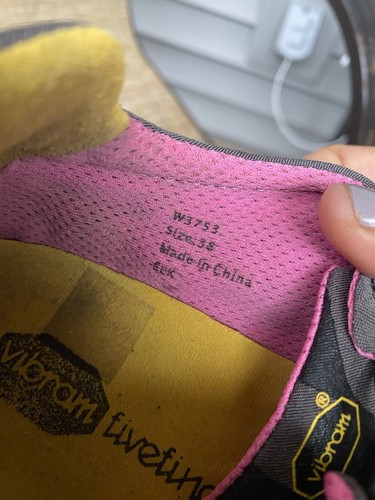 W3753
Size.38
Made in China
ELK
vibram
fivefing
vibram®